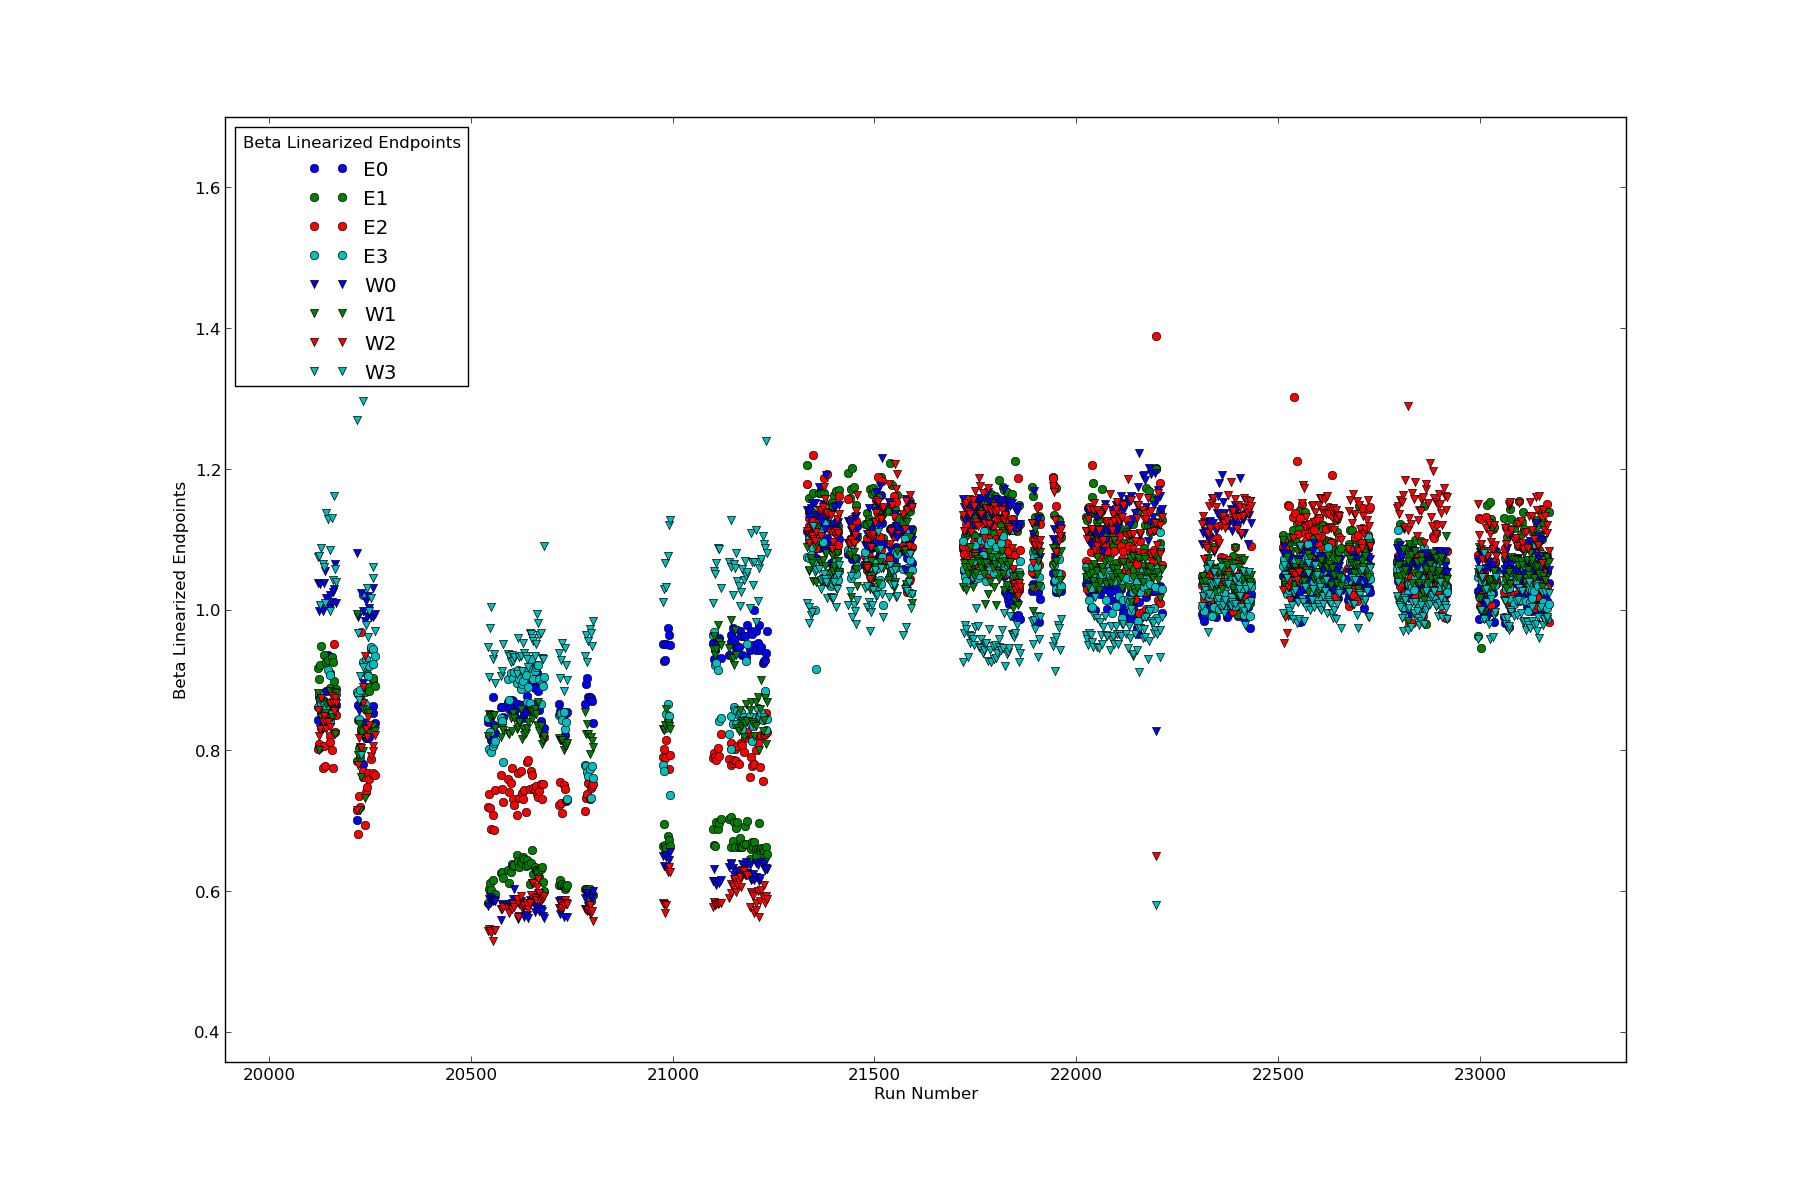 Beta Linearized Endpoints
E0
E1
E2
E3
W0
W1
W2
W3
Beta Linearized Endpoints
1.6
1.4
1.2
1.0
0.8
0.6
0.4
20000 20500 21000 21500 22000 22500 23000
Run Number